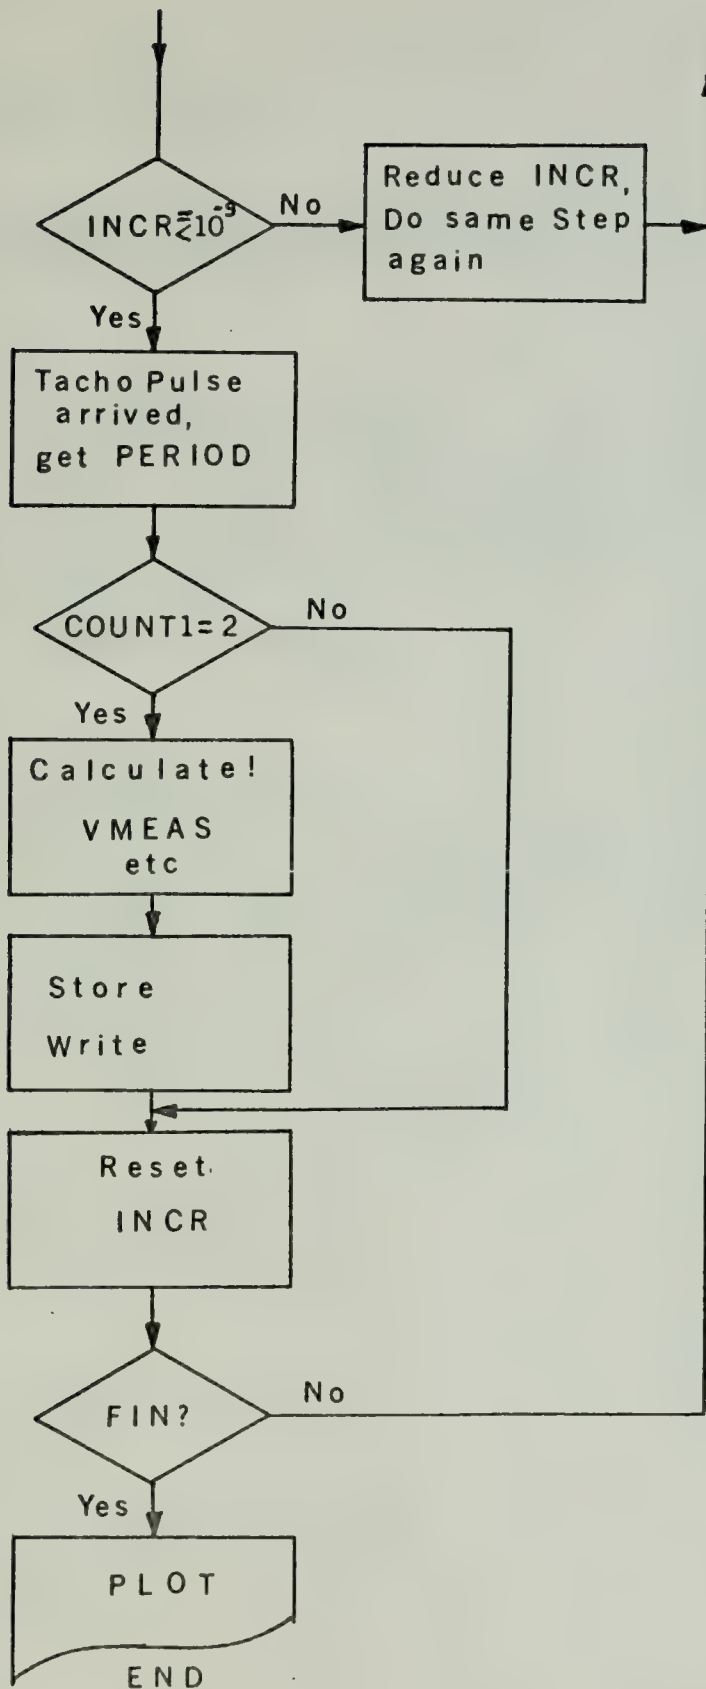 INCR≦10⁻⁹
No
Reduce INCR,
Do same Step
again
Yes
Tacho Pulse
arrived,
get PERIOD
COUNT1=2
No
Yes
Calculate!
VMEAS
etc
Store
Write
Reset.
INCR
FIN?
No
Yes
PLOT
END